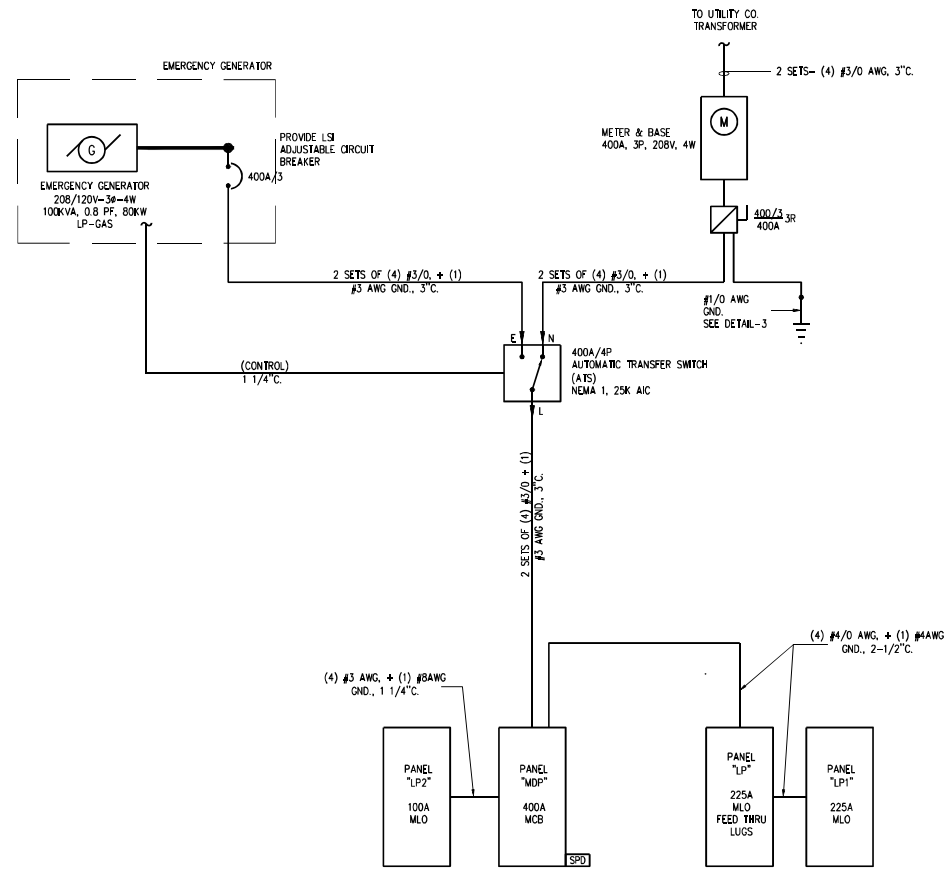 TO UTILITY CO.
TRANSFORMER
2 SETS- (4) #3/0 AWG, 3"C.
EMERGENCY GENERATOR
M
METER & BASE
400A, 3P, 208V, 4W
PROVIDE LSI
ADJUSTABLE CIRCUIT
BREAKER
G
400A/3
EMERGENCY GENERATOR
208/120V-3ø-4W
100KVA, 0.8 PF, 80KW
LP-GAS
400/3
400A
3R
2 SETS OF (4) #3/0, + (1)
#3 AWG GND., 3"C.
2 SETS OF (4) #3/0, + (1)
#3 AWG GND., 3"C.
#1/0 AWG
GND.
SEE DETAIL-3
E
N
400A/4P
AUTOMATIC TRANSFER SWITCH
(ATS)
NEMA 1, 25K AIC
(CONTROL)
1 1/4"C.
L
2 SETS OF (4) #3/0 + (1)
#3 AWG GND., 3"C.
(4) #4/0 AWG, + (1) #4AWG
GND., 2-1/2"C.
(4) #3 AWG, + (1) #8AWG
GND., 1 1/4"C.
PANEL
"LP2"
100A
MLO
PANEL
"MDP"
400A
MCB
SPD
PANEL
"LP"
225A
MLO
FEED THRU
LUGS
PANEL
"LP1"
225A
MLO